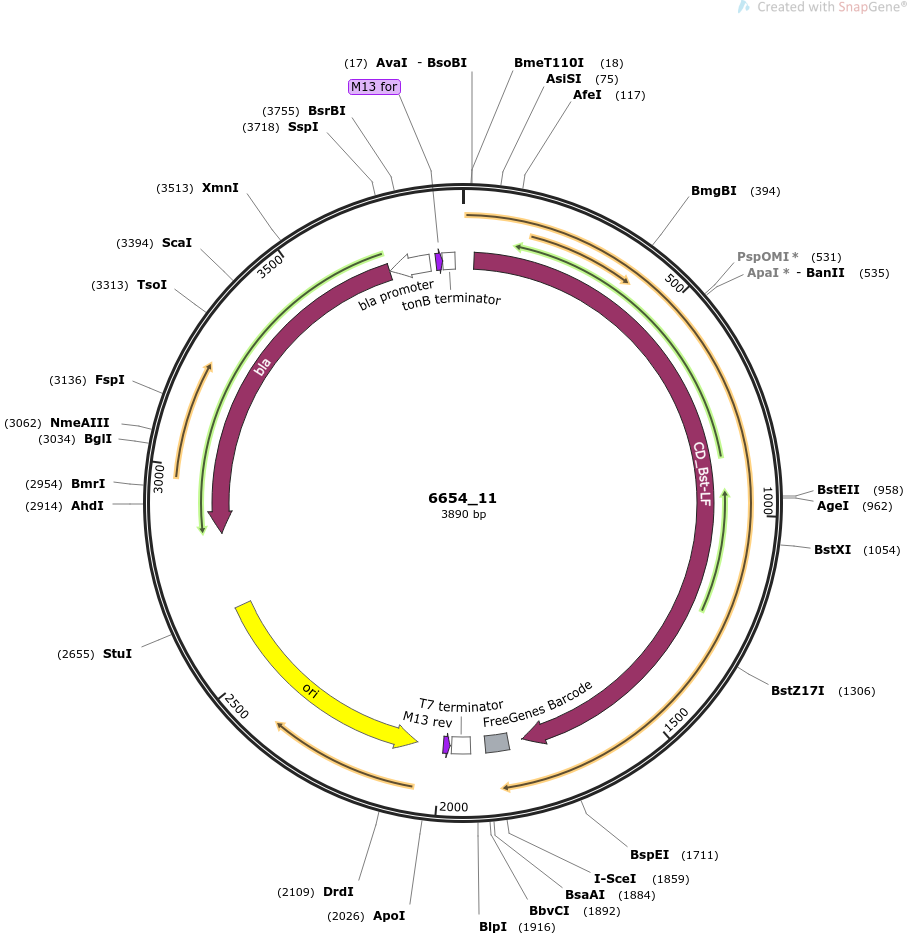 Created with SnapGene®
(17) AvaI - BsoBI
BmeT110I (18)
M13 for
AsiSI (75)
AfeI (117)
(3755) BsrBI
(3718) SspI
(3513) XmnI
BmgBI (394)
(3394) ScaI
PspOMI * (531)
ApaI * - BanII (535)
(3313) TsoI
3500
500
bla promoter
tonB terminator
bla
(3136) FspI
(3062) NmeAIII
(3034) BglI
CD_Bst-LF
3000
(2954) BmrI
(2914) AhdI
6654_11
3890 bp
BstEII (958)
AgeI (962)
1000
BstXI (1054)
(2655) StuI
BstZ17I (1306)
ori
2500
T7 terminator
M13 rev
FreeGenes Barcode
1500
2000
BspEI (1711)
I-SceI (1859)
(2109) DrdI
BsaAI (1884)
(2026) ApoI
BbvCI (1892)
BlpI (1916)